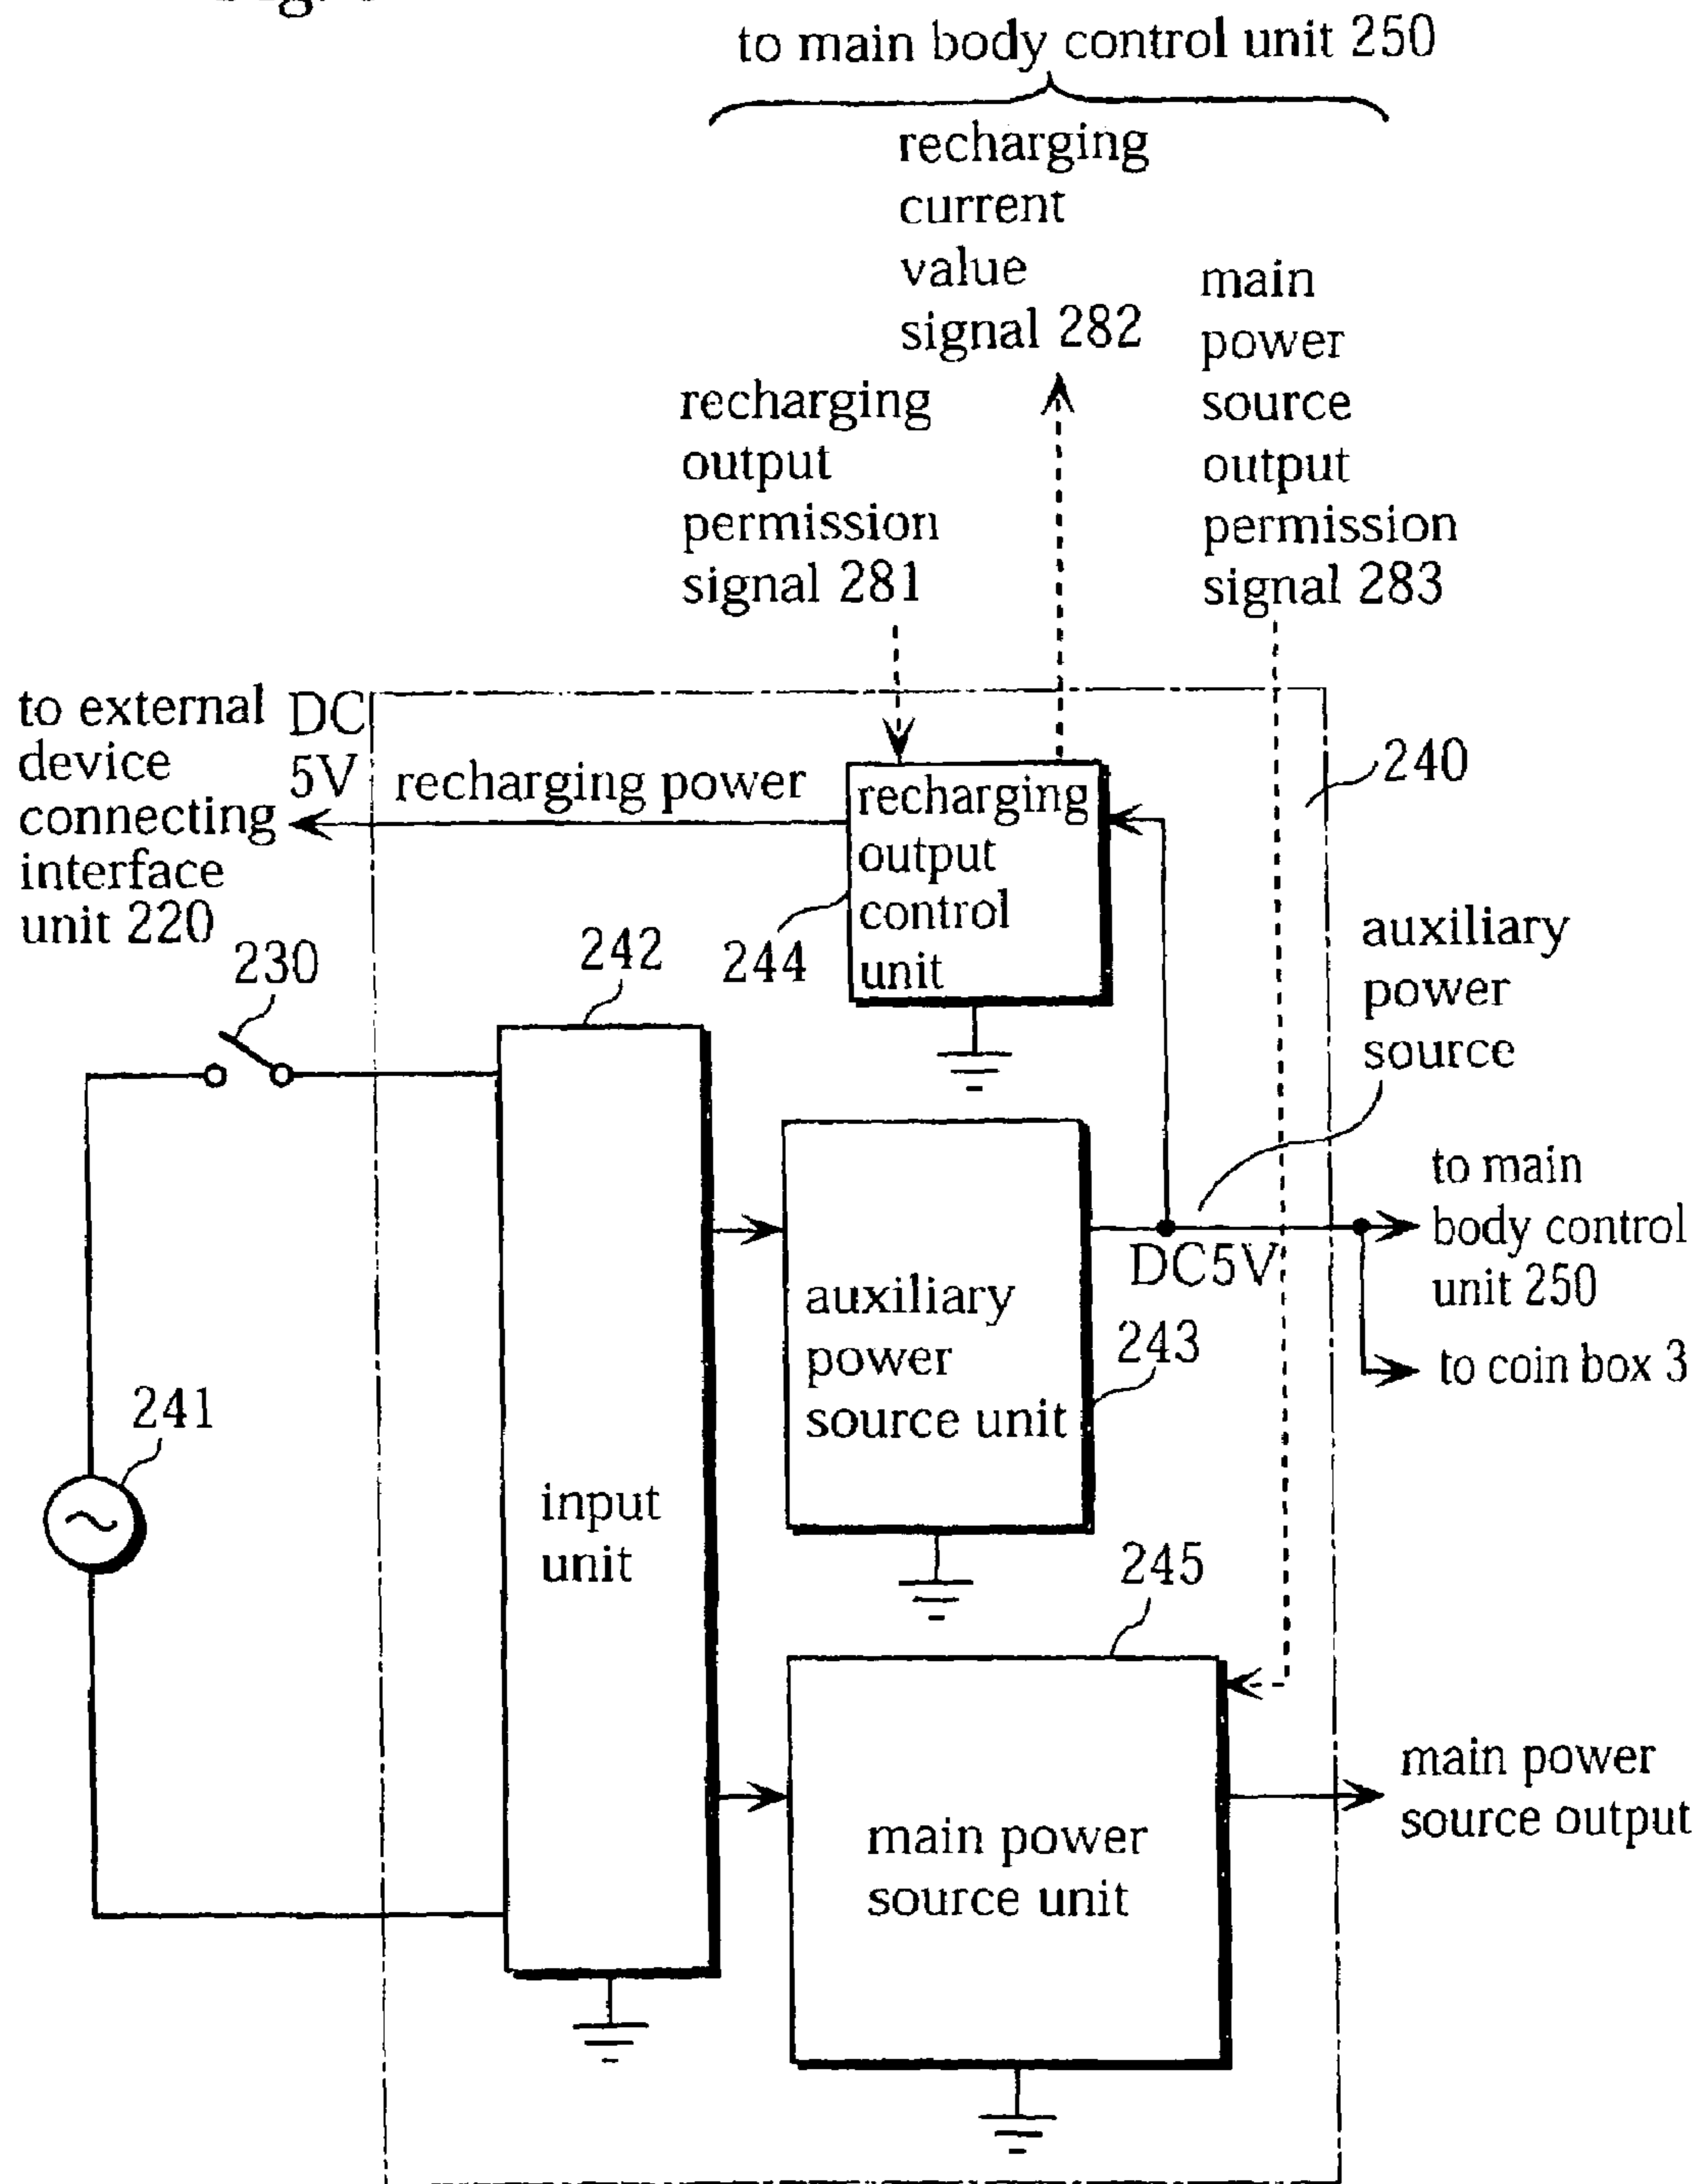 to main body control unit 250
recharging
current
value
signal 282
main
power
source
output
permission
signal 283
recharging
output
permission
signal 281
to external
device
connecting
interface
unit 220
DC
5V
recharging power
recharging
output
control
unit
240
244
230
242
auxiliary
power
source
to main
body control
unit 250
DC5V
auxiliary
power
source unit
243
to coin box 3
241
input
unit
245
main power
source unit
main power
source output